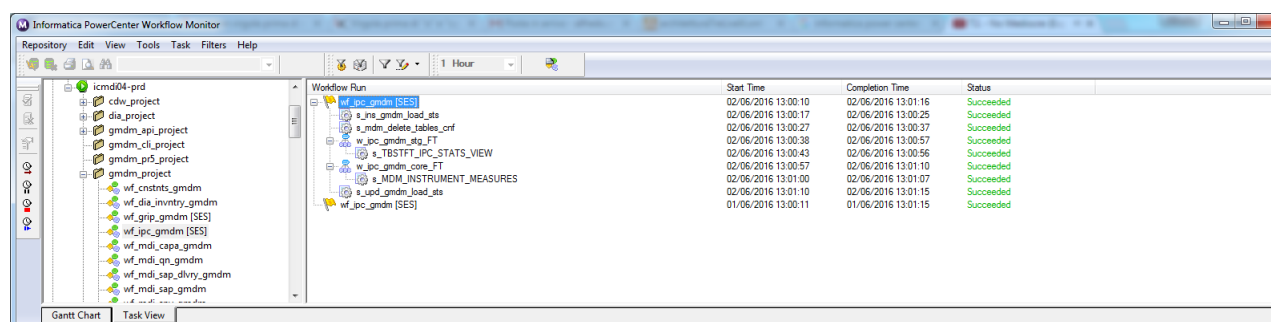 Informatica PowerCenter Workflow Monitor
Repository Edit View Tools Task Filters Help
1 Hour
icmdi04-prd
cdw_project
dia_project
gmdm_api_project
gmdm_cli_project
gmdm_pr5_project
gmdm_project
wf_cnstnts_gmdm
wf_dia_invntry_gmdm
wf_grip_gmdm [SES]
wf_ipc_gmdm [SES]
wf_mdi_capa_gmdm
wf_mdi_qn_gmdm
wf_mdi_sap_dlvry_gmdm
wf_mdi_sap_gmdm
Workflow Run Start Time Completion Time Status
wf_ipc_gmdm [SES] 02/06/2016 13:00:10 02/06/2016 13:01:16 Succeeded
s_ins_gmdm_load_sts 02/06/2016 13:00:17 02/06/2016 13:00:25 Succeeded
s_mdm_delete_tables_cnf 02/06/2016 13:00:27 02/06/2016 13:00:37 Succeeded
w_ipc_gmdm_stg_FT 02/06/2016 13:00:38 02/06/2016 13:00:57 Succeeded
s_TBSTFT_IPC_STATS_VIEW 02/06/2016 13:00:43 02/06/2016 13:00:56 Succeeded
w_ipc_gmdm_core_FT 02/06/2016 13:00:57 02/06/2016 13:01:10 Succeeded
s_MDM_INSTRUMENT_MEASURES 02/06/2016 13:01:00 02/06/2016 13:01:07 Succeeded
s_upd_gmdm_load_sts 02/06/2016 13:01:10 02/06/2016 13:01:15 Succeeded
wf_ipc_gmdm [SES] 01/06/2016 13:00:11 01/06/2016 13:01:15 Succeeded
Gantt Chart Task View